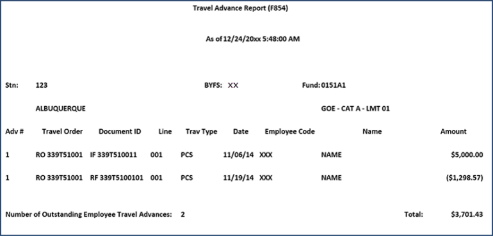 Travel Advance Report (F854)
As of 12/24/20xx 5:48:00 AM
Stn: 123 BYFS: XX Fund: 0151A1
ALBUQUERQUE GOE - CAT A - LMT 01
Adv # Travel Order Document ID Line Trav Type Date Employee Code Name Amount
1 RO 339T51001 IF 339T510011 001 PCS 11/06/14 XXX NAME $5,000.00
1 RO 339T51001 RF 339T5100101 001 PCS 11/19/14 XXX NAME ($1,298.57)
Number of Outstanding Employee Travel Advances: 2 Total: $3,701.43